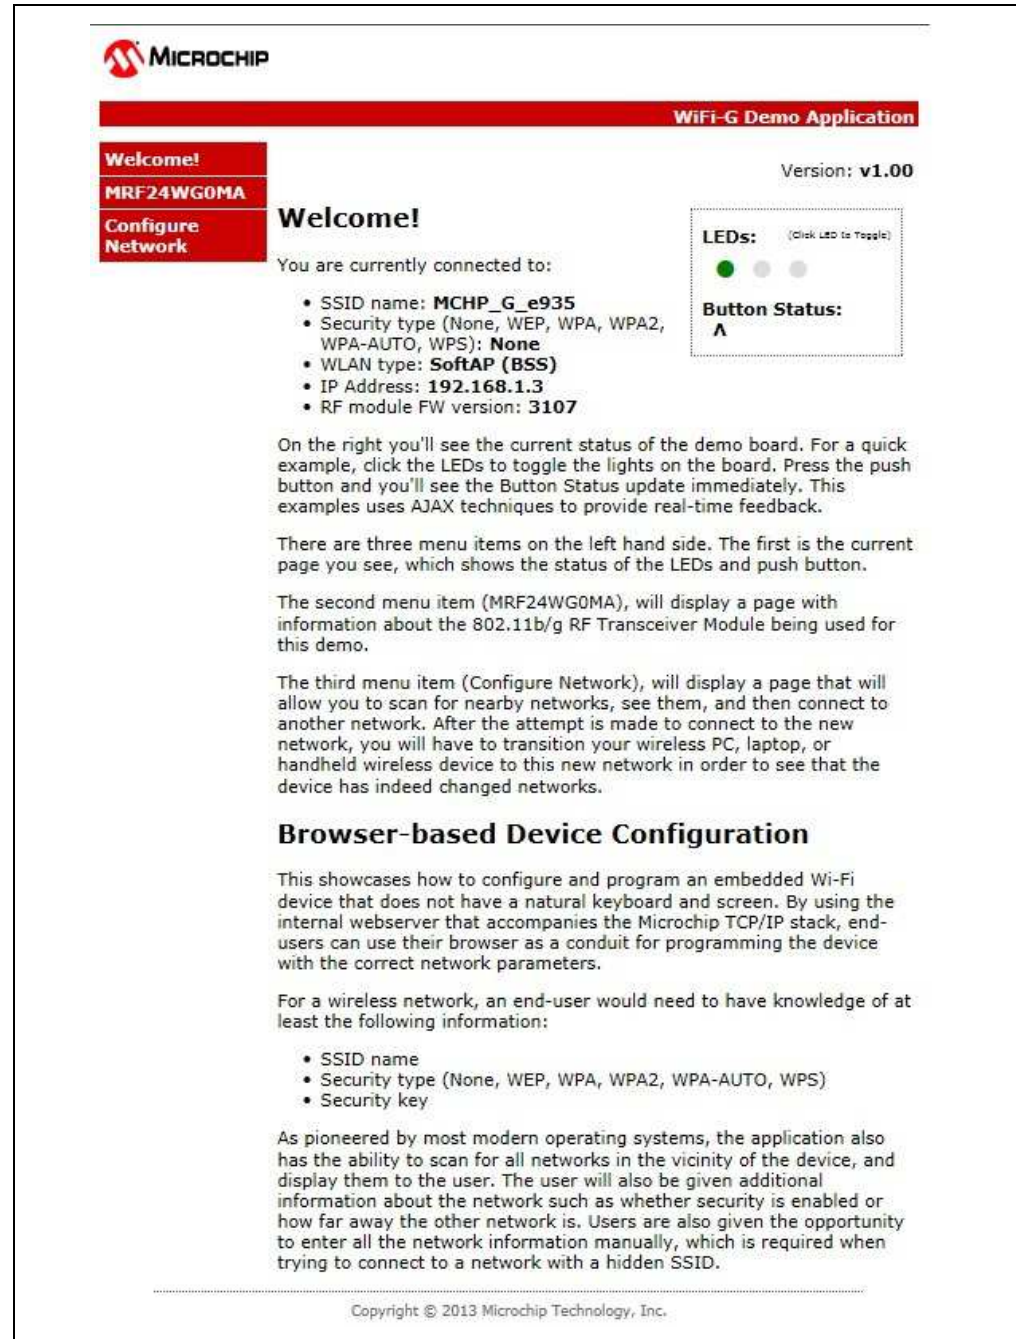 MICROCHIP
WiFi-G Demo Application
Welcome!
MRF24WG0MA
Configure
Network
Version: v1.00
Welcome!
LEDs: (Click LED to Toggle)
Button Status:
Λ
You are currently connected to:
• SSID name: MCHP_G_e935
• Security type (None, WEP, WPA, WPA2,
WPA-AUTO, WPS): None
• WLAN type: SoftAP (BSS)
• IP Address: 192.168.1.3
• RF module FW version: 3107
On the right you'll see the current status of the demo board. For a quick
example, click the LEDs to toggle the lights on the board. Press the push
button and you'll see the Button Status update immediately. This
examples uses AJAX techniques to provide real-time feedback.
There are three menu items on the left hand side. The first is the current
page you see, which shows the status of the LEDs and push button.
The second menu item (MRF24WG0MA), will display a page with
information about the 802.11b/g RF Transceiver Module being used for
this demo.
The third menu item (Configure Network), will display a page that will
allow you to scan for nearby networks, see them, and then connect to
another network. After the attempt is made to connect to the new
network, you will have to transition your wireless PC, laptop, or
handheld wireless device to this new network in order to see that the
device has indeed changed networks.
Browser-based Device Configuration
This showcases how to configure and program an embedded Wi-Fi
device that does not have a natural keyboard and screen. By using the
internal webserver that accompanies the Microchip TCP/IP stack, end-
users can use their browser as a conduit for programming the device
with the correct network parameters.
For a wireless network, an end-user would need to have knowledge of at
least the following information:
• SSID name
• Security type (None, WEP, WPA, WPA2, WPA-AUTO, WPS)
• Security key
As pioneered by most modern operating systems, the application also
has the ability to scan for all networks in the vicinity of the device, and
display them to the user. The user will also be given additional
information about the network such as whether security is enabled or
how far away the other network is. Users are also given the opportunity
to enter all the network information manually, which is required when
trying to connect to a network with a hidden SSID.
Copyright © 2013 Microchip Technology, Inc.